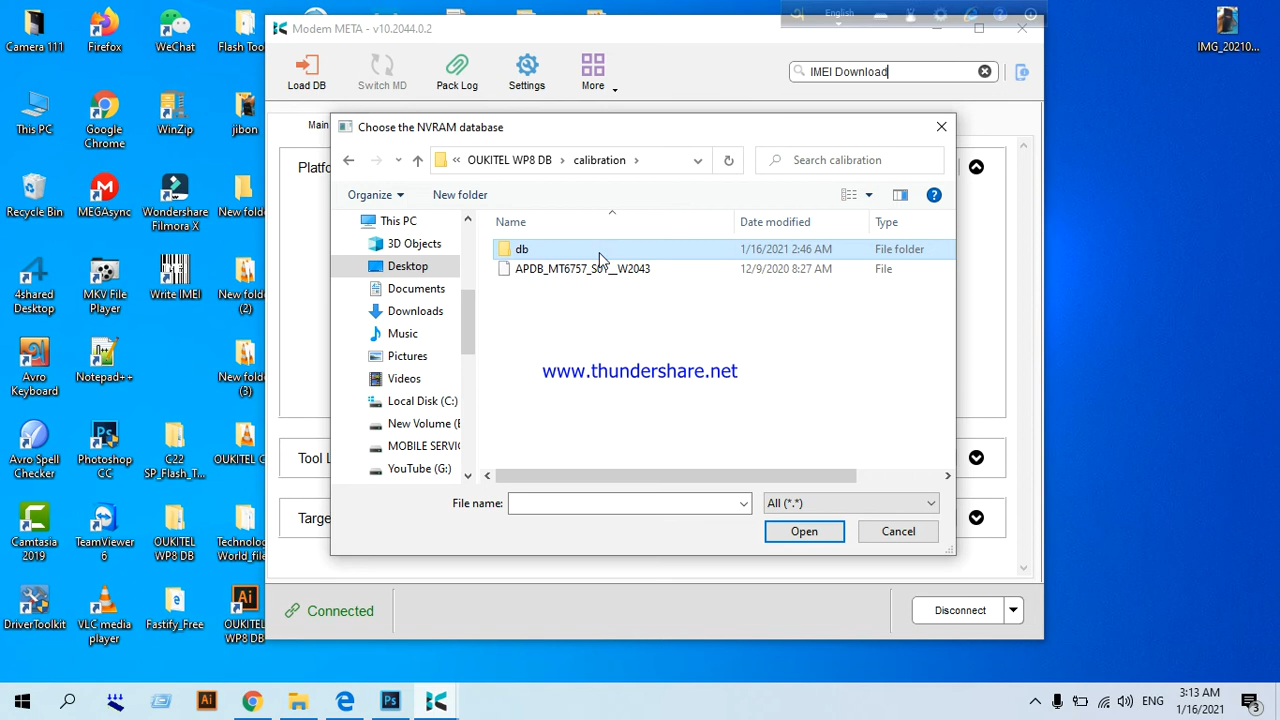 Camera 111
Firefox
WeChat
Flash Too
This PC
Google Chrome
WinZip
jibon
Recycle Bin
MEGAsync
Wondershare Filmora X
New folde
4shared Desktop
MKV File Player
Write IMEI
New folde (2)
Avro Keyboard
Notepad++
New folde (3)
Avro Spell Checker
Photoshop CC
C22 SP_Flash_T...
OUKITEL C
Camtasia 2019
TeamViewer 6
OUKITEL WP8 DB
Technolog World_file
DriverToolkit
VLC media player
Fastify_Free
OUKITEL WP8 DB
IMG_20210...
English
Modem META - v10.2044.0.2
Load DB
Switch MD
Pack Log
Settings
More
IMEI Download
Main
Platfo
Tool L
Targe
Choose the NVRAM database
« OUKITEL WP8 DB › calibration ›
Search calibration
Organize
New folder
This PC
3D Objects
Desktop
Documents
Downloads
Music
Pictures
Videos
Local Disk (C:)
New Volume (E
MOBILE SERVIC
YouTube (G:)
Name Date modified Type
db 1/16/2021 2:46 AM File folder
12/9/2020 8:27 AM File
www.thundershare.net
File name:
All (*.*)
Open
Cancel
Connected
Disconnect
ENG
3:13 AM
1/16/2021
3